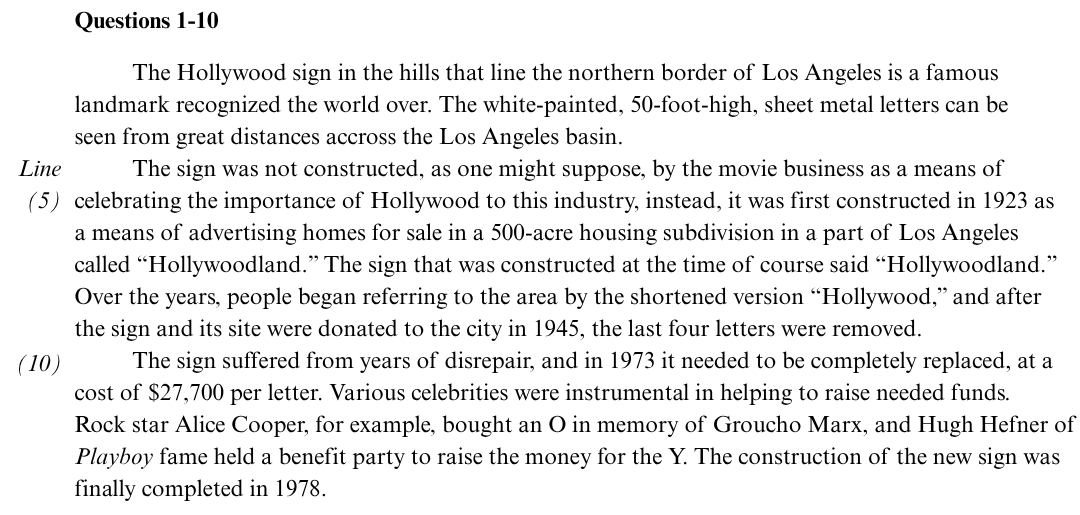 Questions 1-10
The Hollywood sign in the hills that line the northern border of Los Angeles is a famous
landmark recognized the world over. The white-painted, 50-foot-high, sheet metal letters can be
seen from great distances accross the Los Angeles basin.
Line The sign was not constructed, as one might suppose, by the movie business as a means of
(5) celebrating the importance of Hollywood to this industry, instead, it was first constructed in 1923 as
a means of advertising homes for sale in a 500-acre housing subdivision in a part of Los Angeles
called “Hollywoodland.” The sign that was constructed at the time of course said “Hollywoodland.”
Over the years, people began referring to the area by the shortened version “Hollywood,” and after
the sign and its site were donated to the city in 1945, the last four letters were removed.
(10) The sign suffered from years of disrepair, and in 1973 it needed to be completely replaced, at a
cost of $27,700 per letter. Various celebrities were instrumental in helping to raise needed funds.
Rock star Alice Cooper, for example, bought an O in memory of Groucho Marx, and Hugh Hefner of
Playboy fame held a benefit party to raise the money for the Y. The construction of the new sign was
finally completed in 1978.